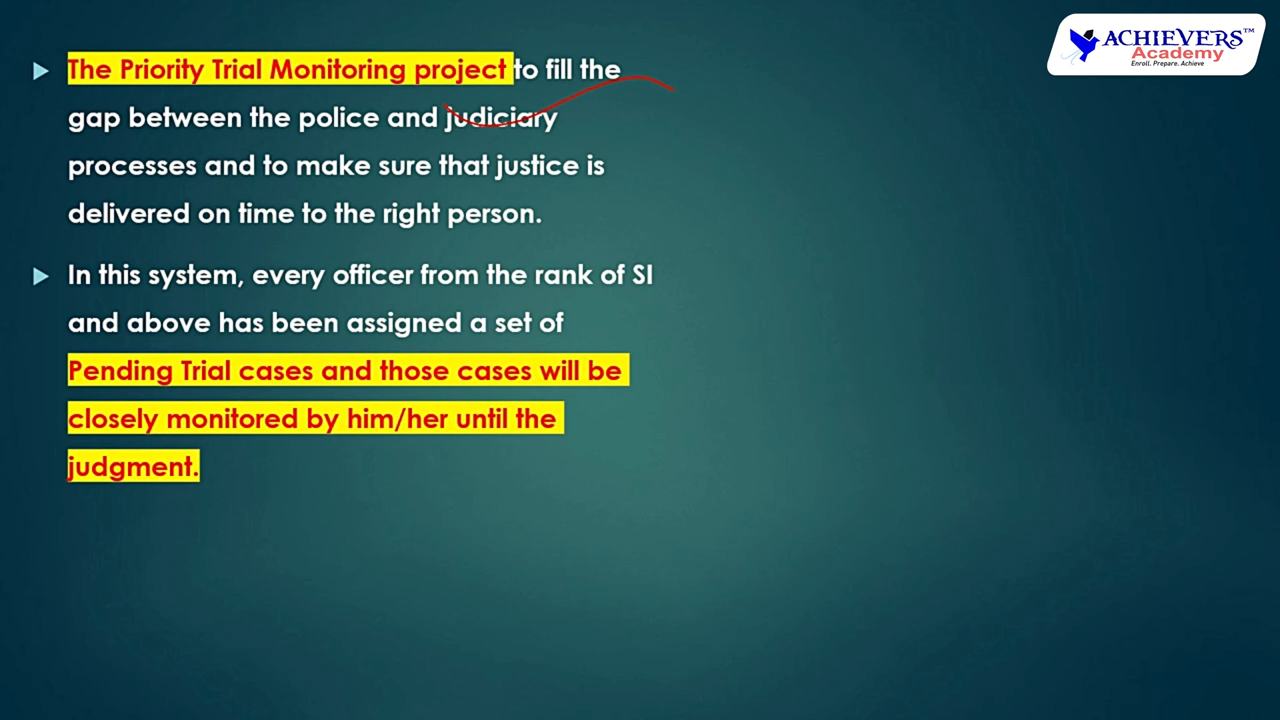 ACHIEVERS™
Academy
Enroll. Prepare. Achieve
The Priority Trial Monitoring project to fill the
gap between the police and judiciary
processes and to make sure that justice is
delivered on time to the right person.
In this system, every officer from the rank of SI
and above has been assigned a set of
Pending Trial cases and those cases will be
closely monitored by him/her until the
judgment.